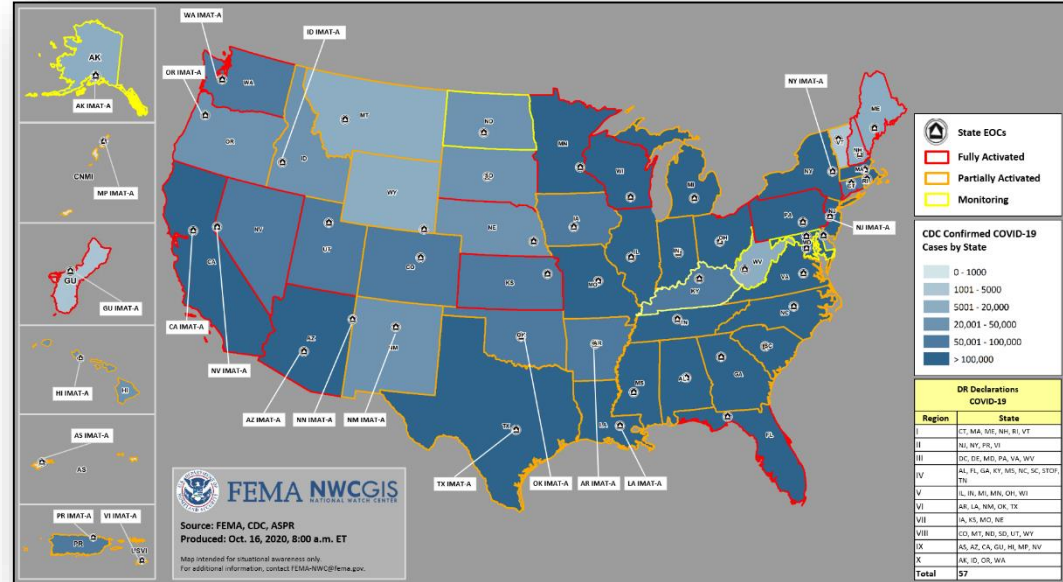 WA IMAT-A
ID IMAT-A
OR IMAT-A
NY IMAT-A
AK
AK IMAT-A
CNMI
MP IMAT-A
GU
GU IMAT-A
HI IMAT-A
HI
AS IMAT-A
AS
PR IMAT-A
VI IMAT-A
PR
USVI
WA
OR
ID
MT
ND
MN
WI
MI
NY
VT
NH
ME
WY
SD
NE
IA
IL
OH
PA
NJ
NJ IMAT-A
NV
UT
CO
KS
MO
KY
WV
VA
CA
AZ
OK
AR
TN
NC
SC
GA
TX
LA
FL
CA IMAT-A
NV IMAT-A
AZ IMAT-A
NN IMAT-A
NM IMAT-A
TX IMAT-A
OK IMAT-A
AR IMAT-A
LA IMAT-A
State EOCs
Fully Activated
Partially Activated
Monitoring
CDC Confirmed COVID-19
Cases by State
0 - 1000
1001 - 5000
5001 - 20,000
20,001 - 50,000
50,001 - 100,000
> 100,000
DR Declarations
COVID-19
Region State
I CT, MA, ME, NH, RI, VT
II NJ, NY, PR, VI
III DC, DE, MD, PA, VA, WV
IV AL, FL, GA, KY, MS, NC, SC, STOF,
TN
V IL, IN, MI, MN, OH, WI
VI AR, LA, NM, OK, TX
VII IA, KS, MO, NE
VIII CO, MT, ND, SD, UT, WY
IX AS, AZ, CA, GU, HI, MP, NV
X AK, ID, OR, WA
Total 57
FEMA NWCGIS
NATIONAL WATCH CENTER
Source: FEMA, CDC, ASPR
Produced: Oct. 16, 2020, 8:00 a.m. ET
Map intended for situational awareness only.
For additional information, contact FEMA-NWC@fema.gov.